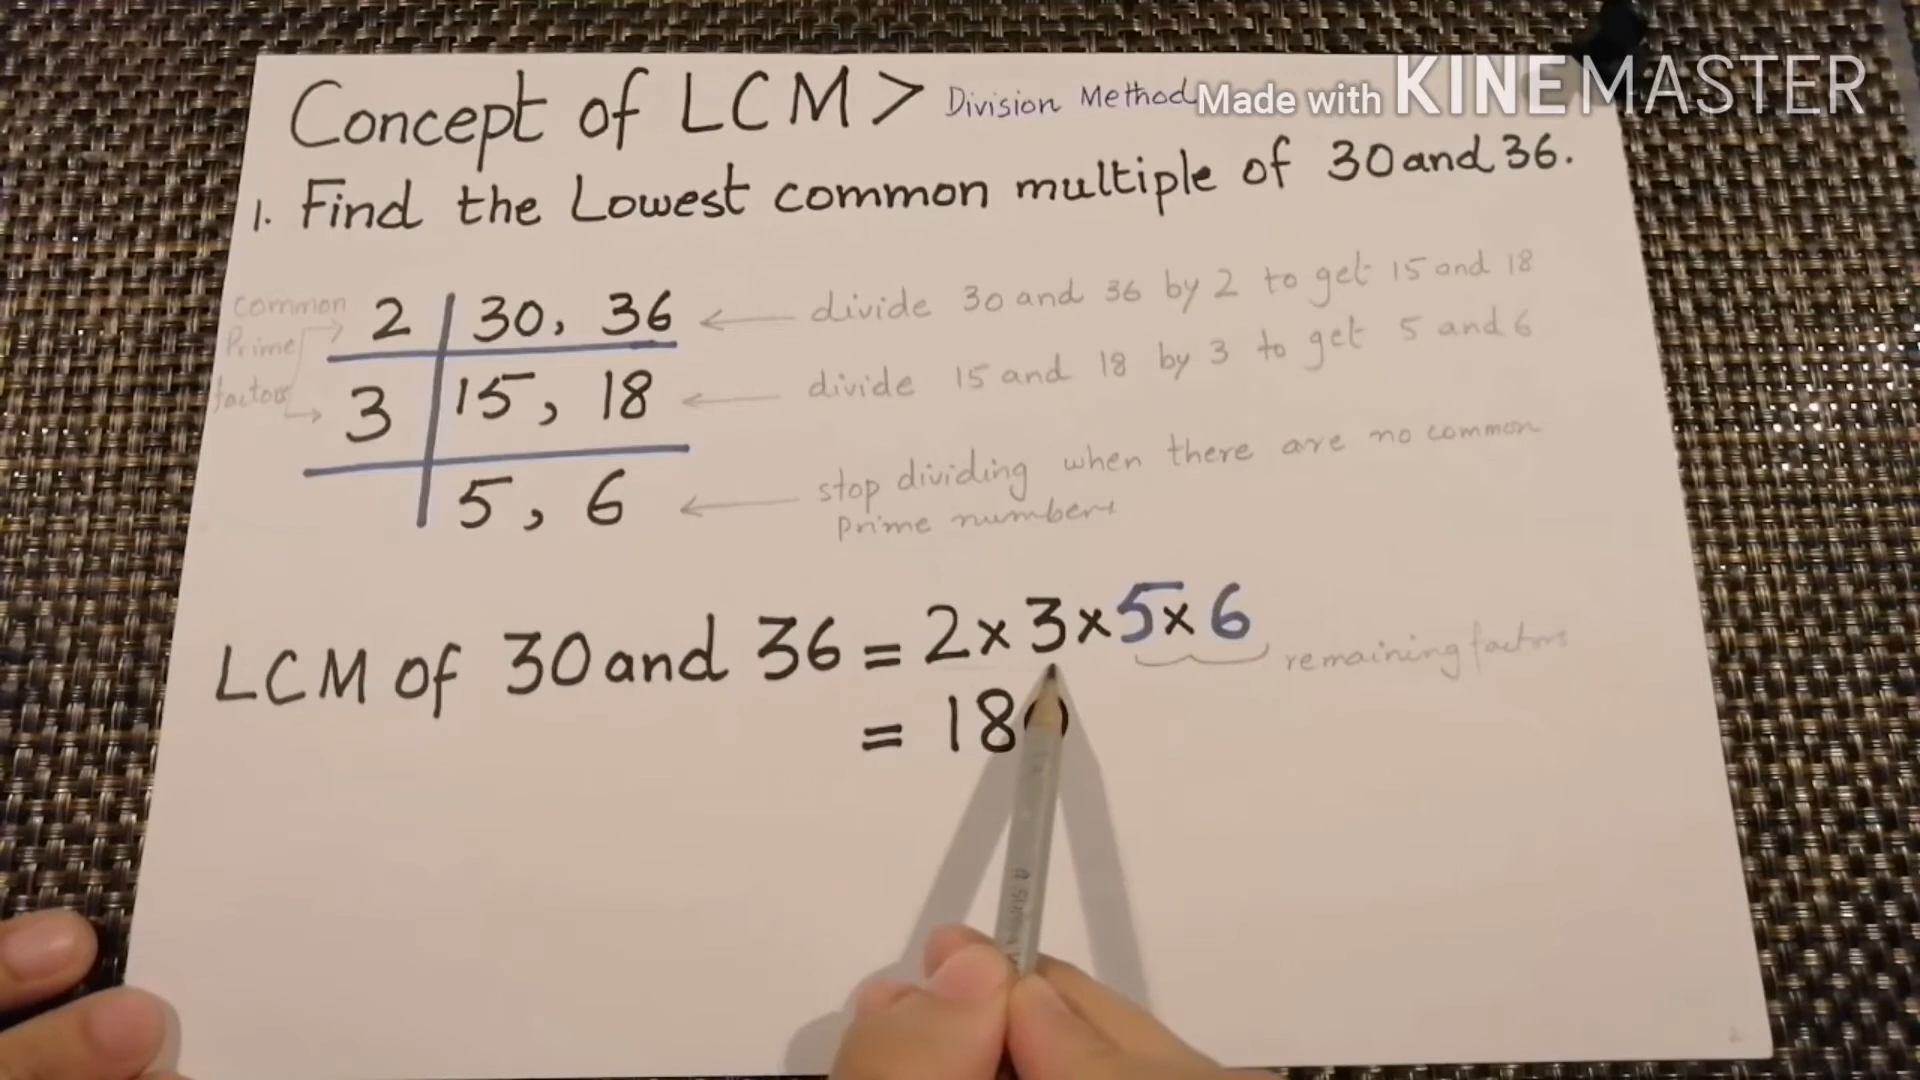 Concept of LCM > Division Method
Made with KINEMASTER
1. Find the Lowest common multiple of 30 and 36.
common
Prime
factors
2 30, 36 ← divide 30 and 36 by 2 to get 15 and 18
3 15, 18 ← divide 15 and 18 by 3 to get 5 and 6
5, 6 ← stop dividing when there are no common
prime numbers
LCM of 30 and 36 = 2 × 3 × 5 × 6 remaining factors
= 180